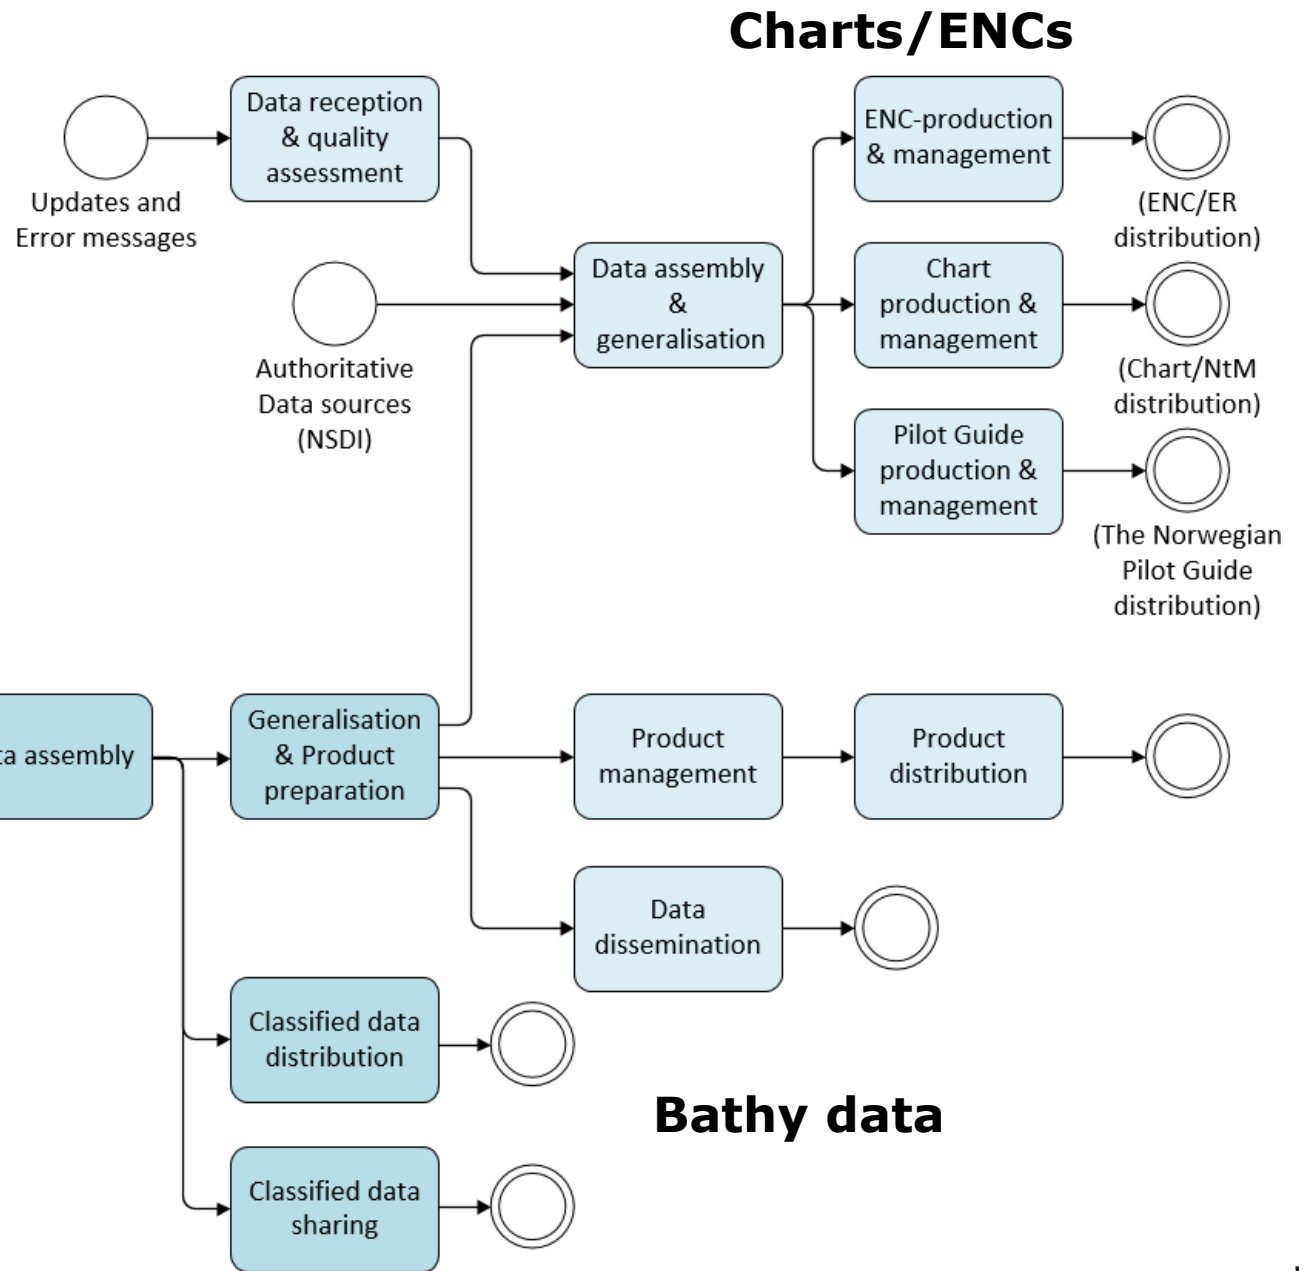 Charts/ENCs
Data reception
& quality
assessment
Updates and
Error messages
Authoritative
Data sources
(NSDI)
Data assembly
&
generalisation
ENC-production
& management
(ENC/ER
distribution)
Chart
production &
management
(Chart/NtM
distribution)
Pilot Guide
production &
management
(The Norwegian
Pilot Guide
distribution)
ta assembly
Generalisation
& Product
preparation
Product
management
Product
distribution
Data
dissemination
Classified data
distribution
Bathy data
Classified data
sharing